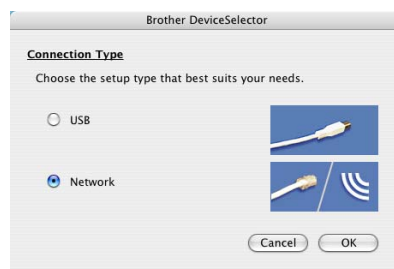 Brother DeviceSelector
Connection Type
Choose the setup type that best suits your needs.
USB
Network
Cancel OK